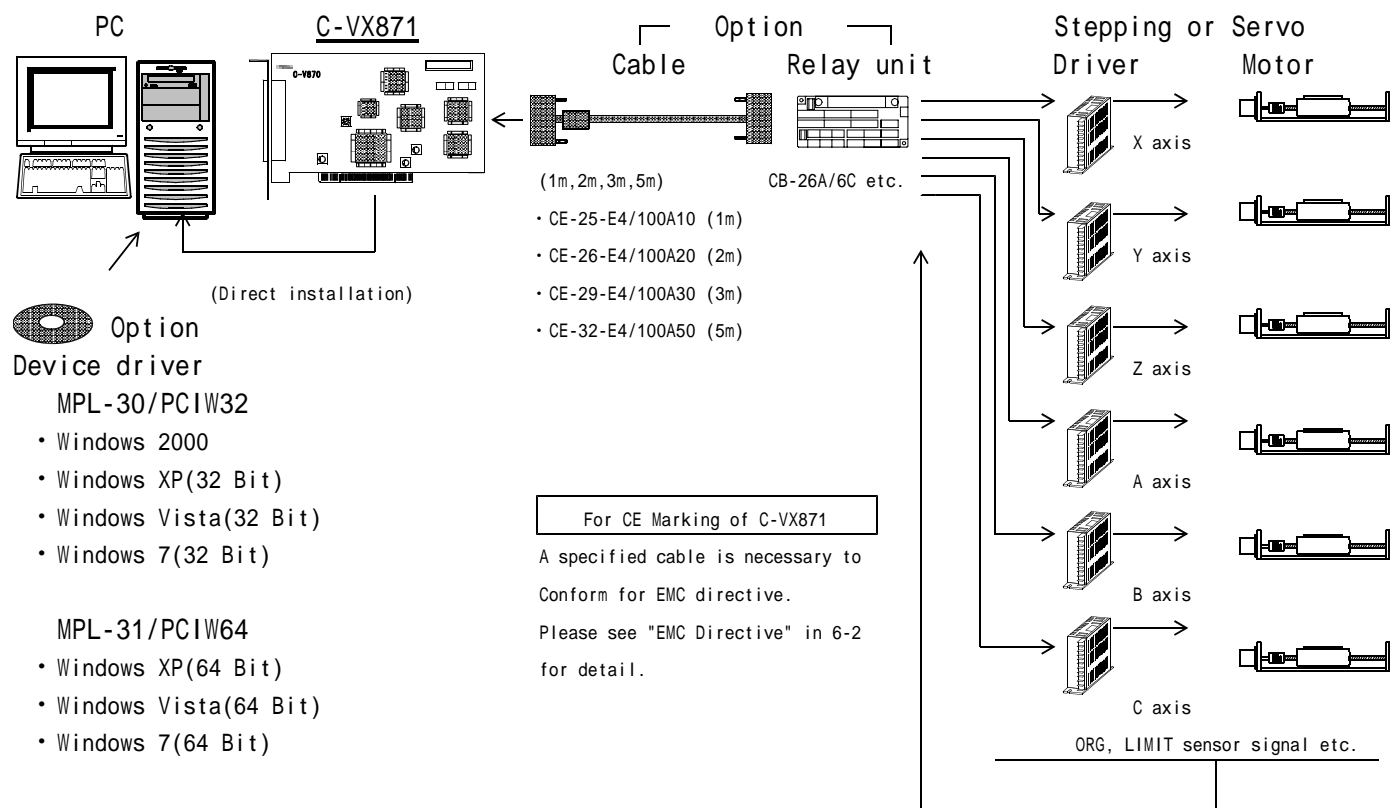 PC
C-VX871
Option
Stepping or Servo
Cable
Relay unit
Driver
Motor
C-V870
X axis
(1m,2m,3m,5m)
CB-26A/6C etc.
・CE-25-E4/100A10 (1m)
・CE-26-E4/100A20 (2m)
・CE-29-E4/100A30 (3m)
・CE-32-E4/100A50 (5m)
Y axis
(Direct installation)
Option
Device driver
MPL-30/PCIW32
・Windows 2000
・Windows XP(32 Bit)
・Windows Vista(32 Bit)
・Windows 7(32 Bit)
MPL-31/PCIW64
・Windows XP(64 Bit)
・Windows Vista(64 Bit)
・Windows 7(64 Bit)
For CE Marking of C-VX871
A specified cable is necessary to
Conform for EMC directive.
Please see "EMC Directive" in 6-2
for detail.
Z axis
A axis
B axis
C axis
ORG, LIMIT sensor signal etc.